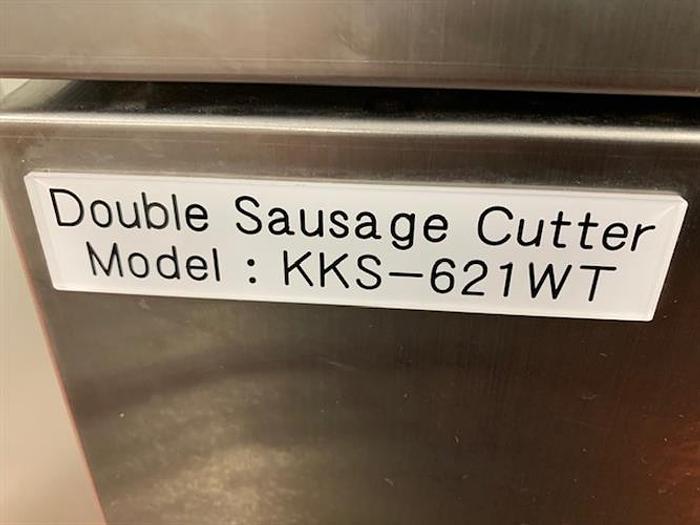 Double Sausage Cutter
Model : KKS-621WT